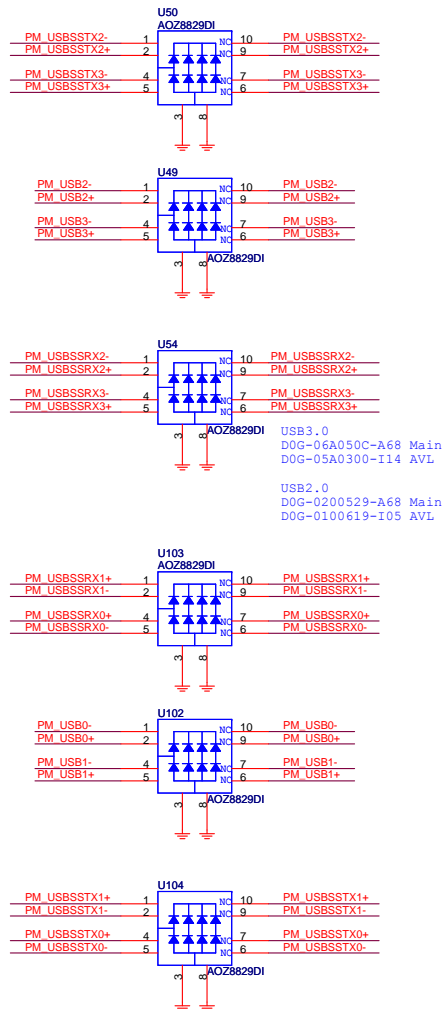 U50
AOZ8829DI
PM_USBSSTX2- 1 NC 10 PM_USBSSTX2-
PM_USBSSTX2+ 2 NC 9 PM_USBSSTX2+
PM_USBSSTX3- 4 NC 7 PM_USBSSTX3-
PM_USBSSTX3+ 5 NC 6 PM_USBSSTX3+
3 8
U49
PM_USB2- 1 NC 10 PM_USB2-
PM_USB2+ 2 NC 9 PM_USB2+
PM_USB3- 4 NC 7 PM_USB3-
PM_USB3+ 5 NC 6 PM_USB3+
AOZ8829DI
3 8
U54
PM_USBSSRX2- 1 NC 10 PM_USBSSRX2-
PM_USBSSRX2+ 2 NC 9 PM_USBSSRX2+
PM_USBSSRX3- 4 NC 7 PM_USBSSRX3-
PM_USBSSRX3+ 5 NC 6 PM_USBSSRX3+
AOZ8829DI
3 8
USB3.0
D0G-06A050C-A68 Main
D0G-05A0300-I14 AVL
USB2.0
D0G-0200529-A68 Main
D0G-0100619-I05 AVL
U103
AOZ8829DI
PM_USBSSRX1+ 1 NC 10 PM_USBSSRX1+
PM_USBSSRX1- 2 NC 9 PM_USBSSRX1-
PM_USBSSRX0+ 4 NC 7 PM_USBSSRX0+
PM_USBSSRX0- 5 NC 6 PM_USBSSRX0-
3 8
U102
PM_USB0- 1 NC 10 PM_USB0-
PM_USB0+ 2 NC 9 PM_USB0+
PM_USB1- 4 NC 7 PM_USB1-
PM_USB1+ 5 NC 6 PM_USB1+
AOZ8829DI
3 8
U104
PM_USBSSTX1+ 1 NC 10 PM_USBSSTX1+
PM_USBSSTX1- 2 NC 9 PM_USBSSTX1-
PM_USBSSTX0+ 4 NC 7 PM_USBSSTX0+
PM_USBSSTX0- 5 NC 6 PM_USBSSTX0-
AOZ8829DI
3 8